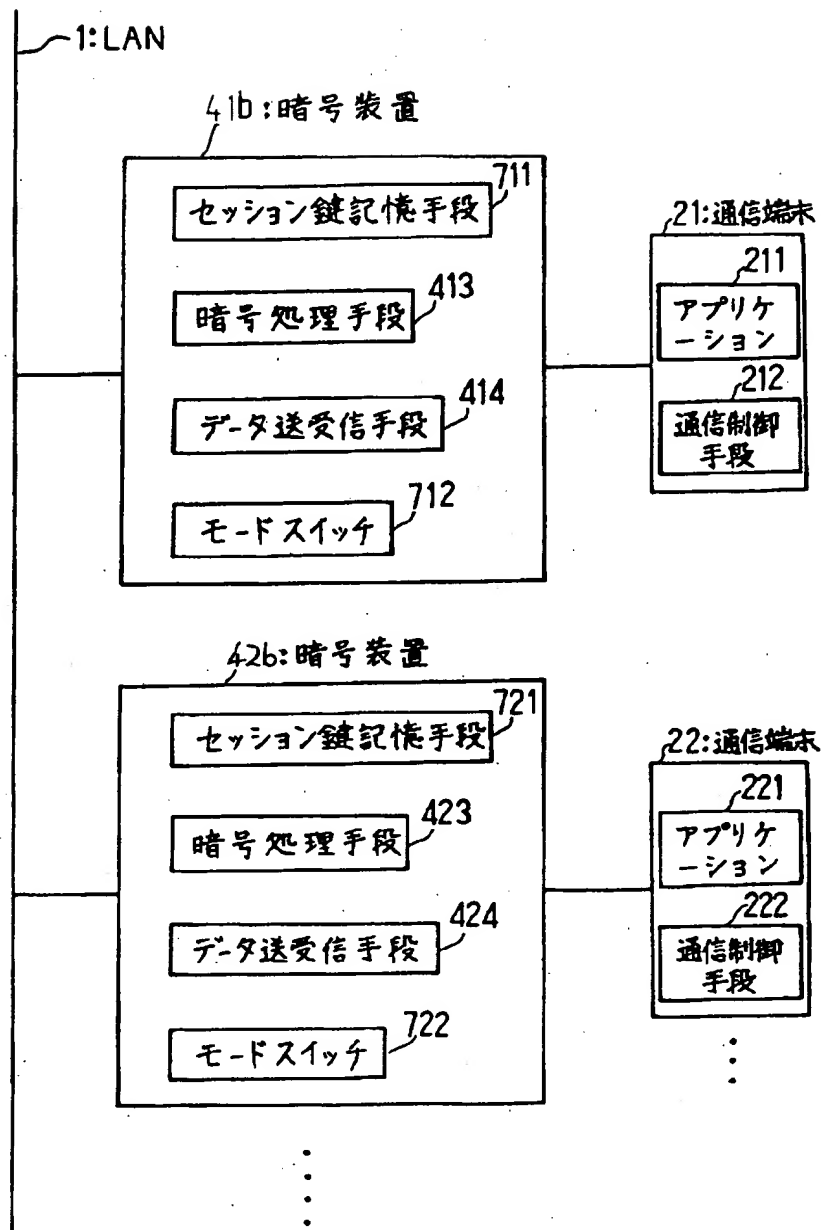 1:LAN
41b:暗号装置
711
セッション鍵記憶手段
413
暗号処理手段
414
データ送受信手段
712
モードスイッチ
21:通信端末
211
アプリケ
ーション
212
通信制御
手段
42b:暗号装置
721
セッション鍵記憶手段
423
暗号処理手段
424
データ送受信手段
722
モードスイッチ
22:通信端末
221
アプリケ
ーション
222
通信制御
手段